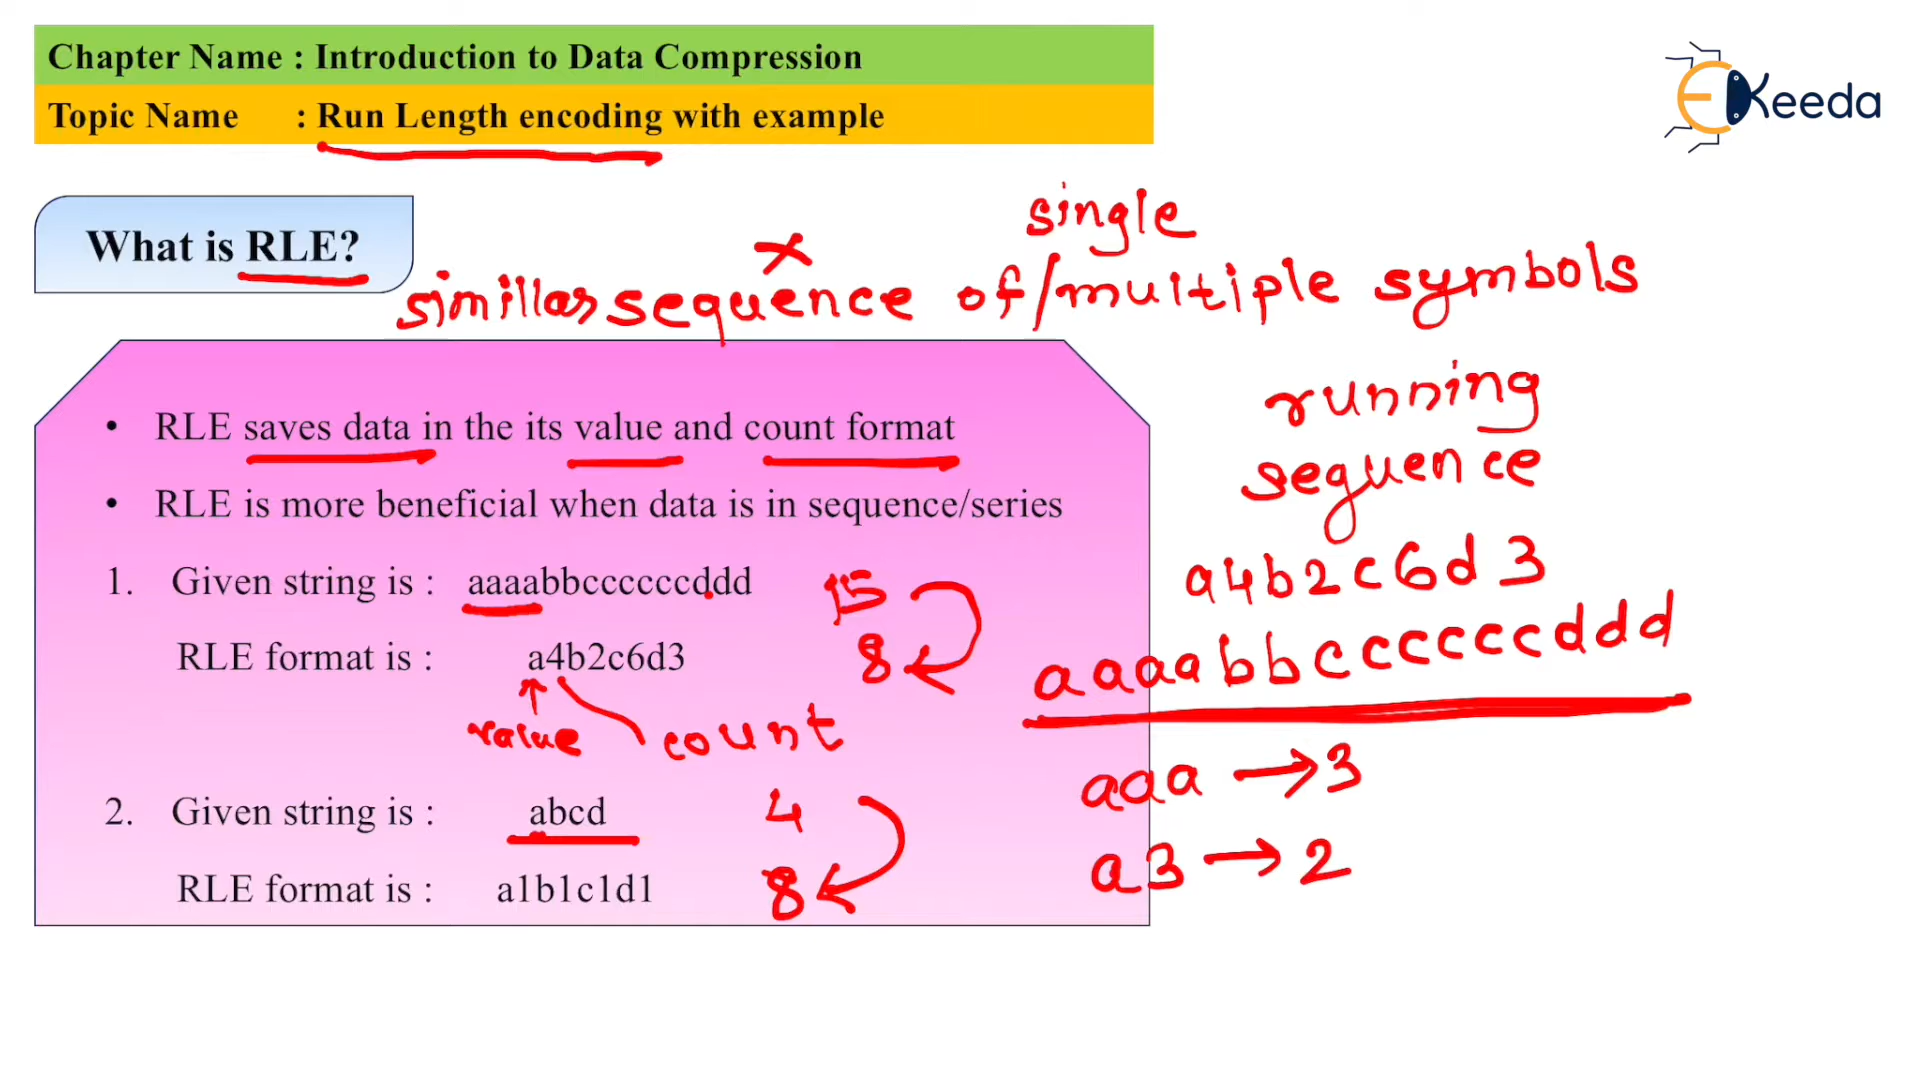 Chapter Name : Introduction to Data Compression
Topic Name : Run Length encoding with example
EKeeda
What is RLE?
x
single
simillar sequence of/multiple symbols
• RLE saves data in the its value and count format
• RLE is more beneficial when data is in sequence/series
1. Given string is : aaaabbccccccddd
15
RLE format is : a4b2c6d3
8
value count
2. Given string is : abcd
4
RLE format is : a1b1c1d1
8
running
sequence
a4b2c6d3
aaaabbccccccddd
aaa → 3
a3 → 2